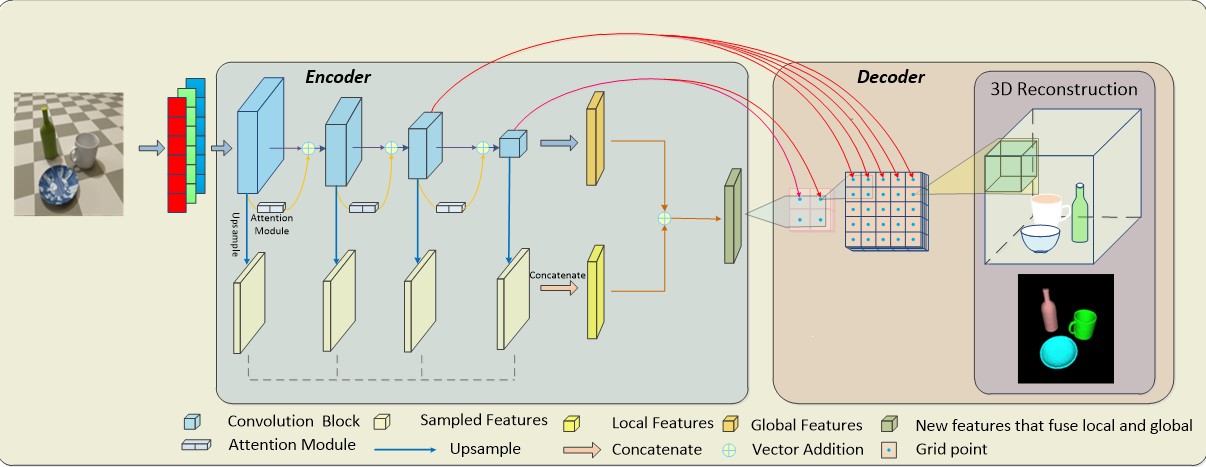 Encoder
Decoder
3D Reconstruction
Upsample
Attention
Module
Concatenate
Convolution Block
Sampled Features
Local Features
Global Features
New features that fuse local and global
Attention Module
Upsample
Concatenate
Vector Addition
Grid point